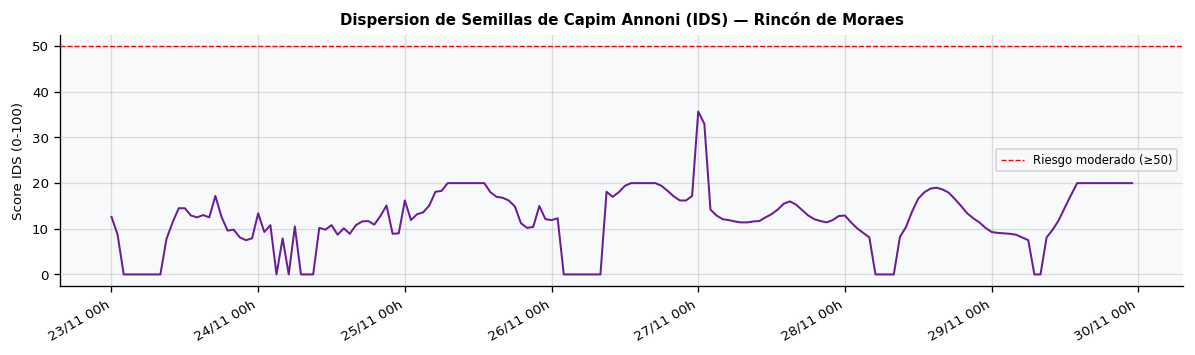 Dispersion de Semillas de Capim Annoni (IDS) — Rincón de Moraes
Score IDS (0-100)
50
40
30
20
10
0
Riesgo moderado (≥50)
23/11 00h
24/11 00h
25/11 00h
26/11 00h
27/11 00h
28/11 00h
29/11 00h
30/11 00h